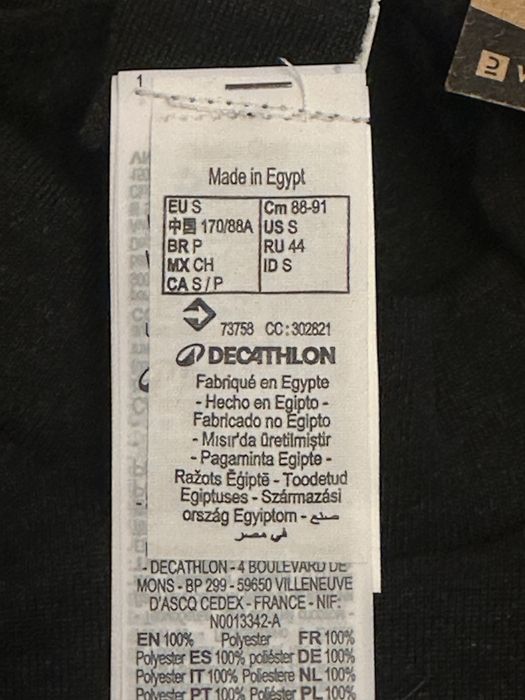 1
Made in Egypt
EU S Cm 88-91
中国 170/88A US S
BR P RU 44
MX CH ID S
CA S / P
73758 CC:302821
DECATHLON
Fabriqué en Egypte
- Hecho en Egipto -
Fabricado no Egipto
- Mısır'da üretilmiştir
- Pagaminta Egipte -
Ražots Ēģiptē - Toodetud
Egiptuses - Származási
ország Egyiptom - صنع
في مصر
- DECATHLON - 4 BOULEVARD DE
MONS - BP 299 - 59650 VILLENEUVE
D'ASCQ CEDEX - FRANCE - NIF:
N0013342-A
EN 100% Polyester FR 100%
Polyester ES 100% poliéster DE 100%
Polyester IT 100% Poliestere NL 100%
Polyester PT 100% Poliéster PL 100%